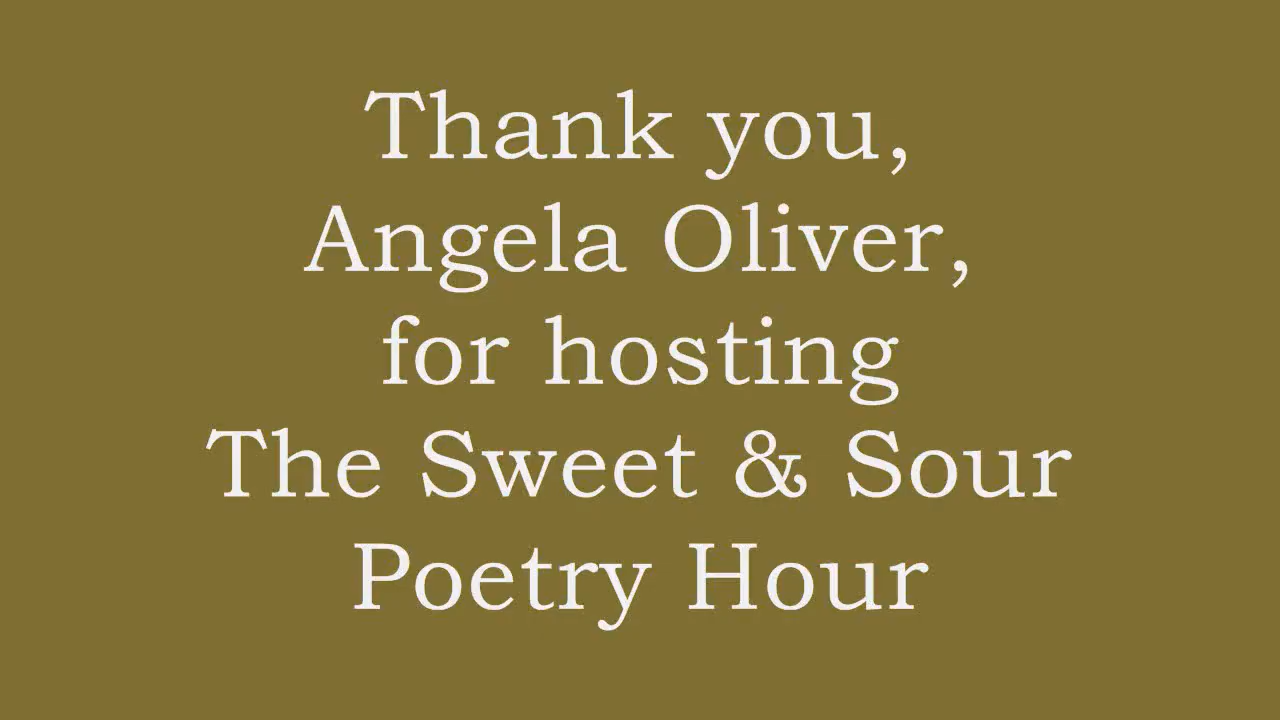 Thank you,
Angela Oliver,
for hosting
The Sweet & Sour
Poetry Hour